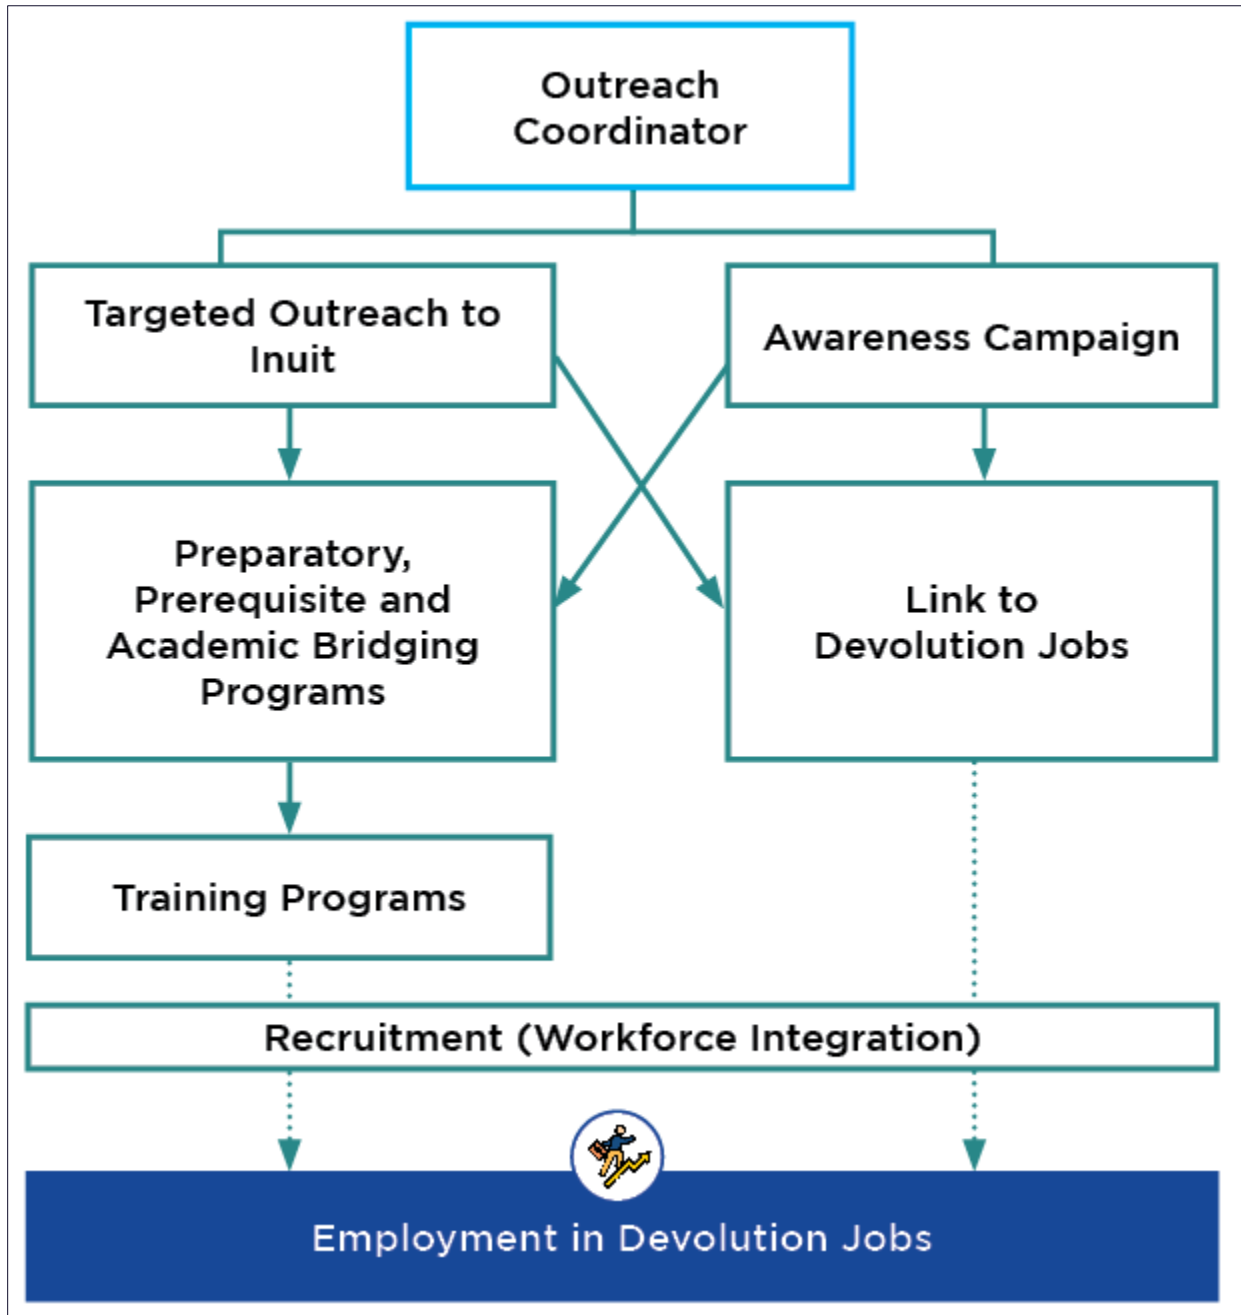 Outreach
Coordinator
Targeted Outreach to
Inuit
Awareness Campaign
Preparatory,
Prerequisite and
Academic Bridging
Programs
Link to
Devolution Jobs
Training Programs
Recruitment (Workforce Integration)
Employment in Devolution Jobs